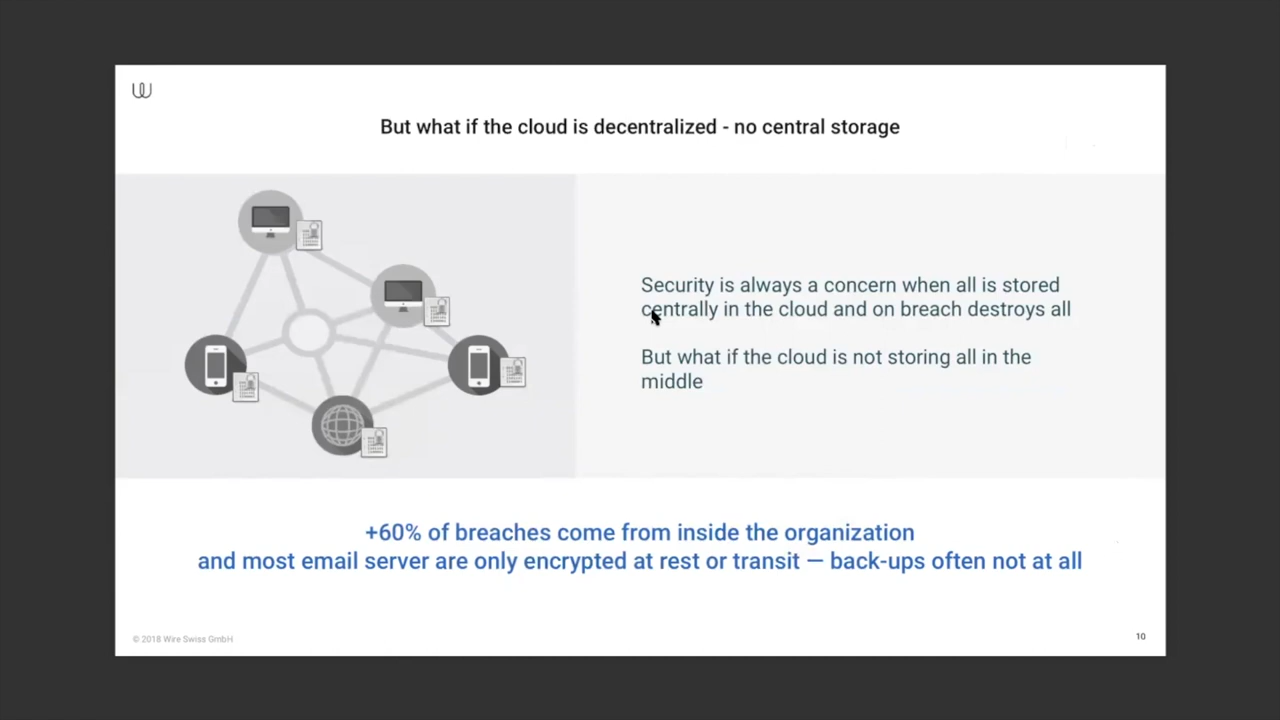 But what if the cloud is decentralized - no central storage
Security is always a concern when all is stored
centrally in the cloud and on breach destroys all
But what if the cloud is not storing all in the
middle
+60% of breaches come from inside the organization
and most email server are only encrypted at rest or transit — back-ups often not at all
© 2018 Wire Swiss GmbH
10